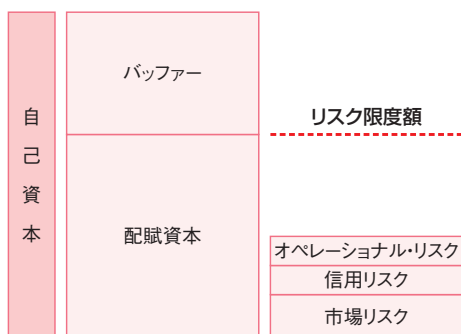 自己資本
バッファー
配賦資本
リスク限度額
オペレーショナル・リスク
信用リスク
市場リスク